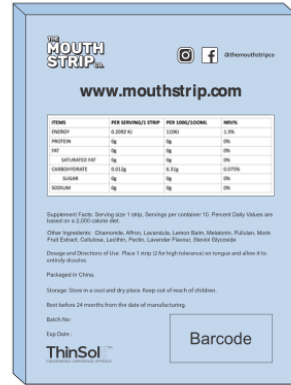 THE
MOUTH
STRIP CO.
@themouthstripco
www.mouthstrip.com
ITEMS PER SERVING/1 STRIP PER 100G/100ML NRV%
ENERGY 0.2092 KJ 110KJ 1.3%
PROTEIN 0g 0g 0%
FAT 0g 0g 0%
SATURATED FAT 0g 0g 0%
CARBOHYDRATE 0.012g 6.31g 0.075%
SUGAR 0g 0g 0%
SODIUM 0g 0g 0%
Supplement Facts: Serving size 1 strip, Servings per container 10. Percent Daily Values are
based on a 2,000 calorie diet.
Other Ingredients: Chamomile, Affron, Lavandula, Lemon Balm, Melatonin, Pullulan, Monk
Fruit Extract, Cellulose, Lecithin, Pectin, Lavender Flavour, Steviol Glycoside
Dosage and Directions of Use: Place 1 strip (2 for high tolerance) on tongue and allow it to
entirely dissolve.
Packaged in China.
Storage: Store in a cool and dry place. Keep out of reach of children.
Best before 24 months from the date of manufacturing.
Batch No:
Exp Date:
Barcode
ThinSol